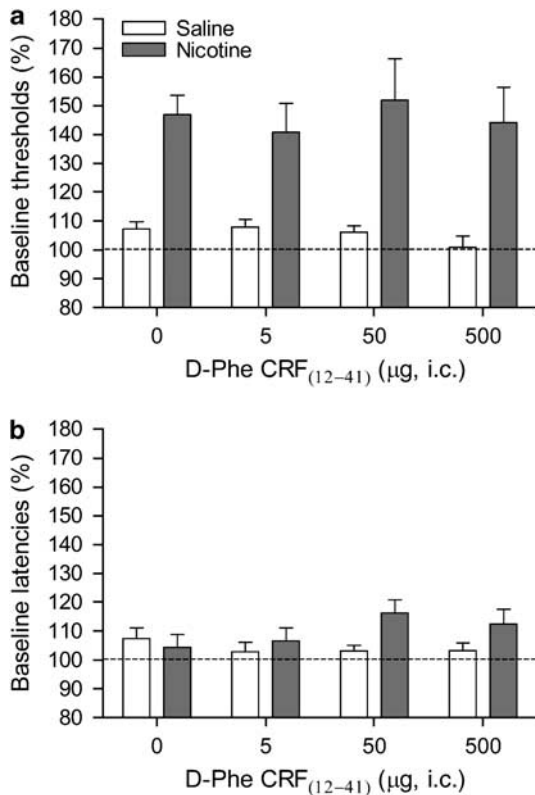 a
Saline
Nicotine
Baseline thresholds (%)
180
170
160
150
140
130
120
110
100
90
80
0 5 50 500
D-Phe CRF(12–41) (μg, i.c.)
b
Baseline latencies (%)
180
170
160
150
140
130
120
110
100
90
80
0 5 50 500
D-Phe CRF(12–41) (μg, i.c.)